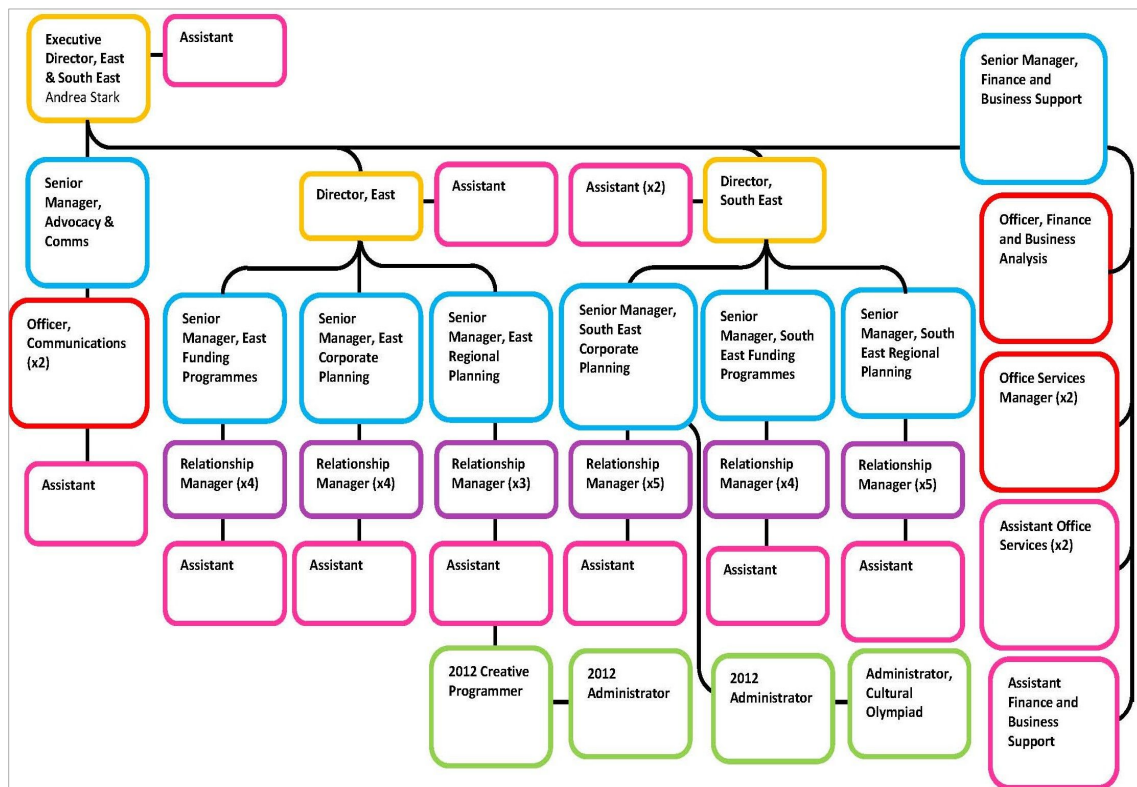 Executive
Director, East
& South East
Andrea Stark
Assistant
Senior Manager,
Finance and
Business Support
Senior
Manager,
Advocacy &
Comms
Director, East
Assistant
Assistant (x2)
Director,
South East
Officer, Finance
and Business
Analysis
Officer,
Communications
(x2)
Senior
Manager, East
Funding
Programmes
Senior
Manager, East
Corporate
Planning
Senior
Manager, East
Regional
Planning
Senior Manager,
South East
Corporate
Planning
Senior
Manager, South
East Funding
Programmes
Senior
Manager, South
East Regional
Planning
Office Services
Manager (x2)
Assistant
Relationship
Manager (x4)
Relationship
Manager (x4)
Relationship
Manager (x3)
Relationship
Manager (x5)
Relationship
Manager (x4)
Relationship
Manager (x5)
Assistant Office
Services (x2)
Assistant
Assistant
Assistant
Assistant
Assistant
Assistant
2012 Creative
Programmer
2012
Administrator
2012
Administrator
Administrator,
Cultural
Olympiad
Assistant
Finance and
Business
Support